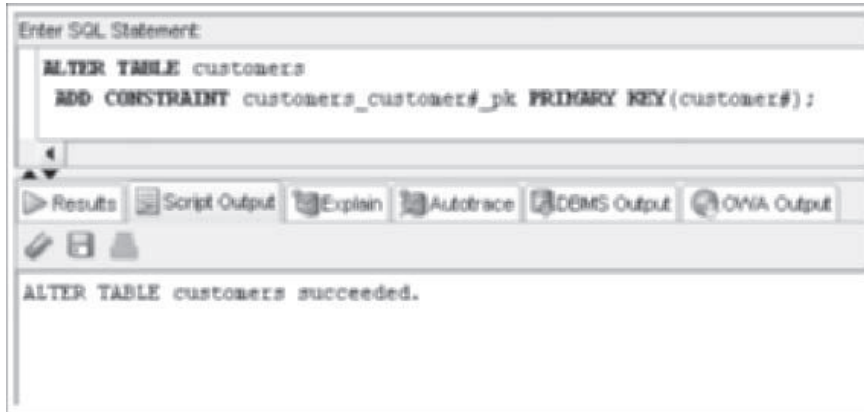 Enter SQL Statement:
ALTER TABLE customers
ADD CONSTRAINT customers_customer#_pk PRIMARY KEY(customer#);
Results Script Output Explain Autotrace DBMS Output OWA Output
ALTER TABLE customers succeeded.